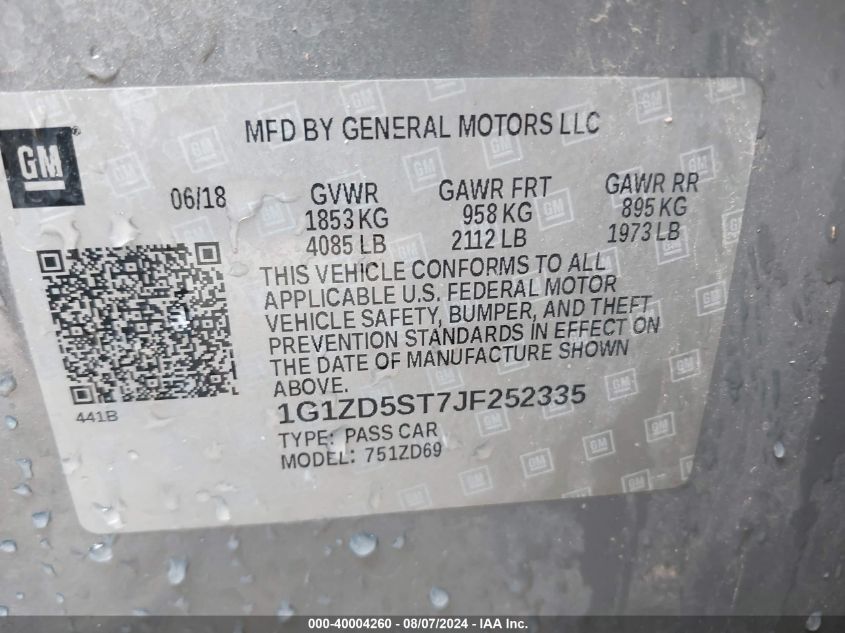 MFD BY GENERAL MOTORS LLC
GM
06/18 GVWR GAWR FRT GAWR RR
1853 KG 958 KG 895 KG
4085 LB 2112 LB 1973 LB
THIS VEHICLE CONFORMS TO ALL
APPLICABLE U.S. FEDERAL MOTOR
VEHICLE SAFETY, BUMPER, AND THEFT
PREVENTION STANDARDS IN EFFECT ON
THE DATE OF MANUFACTURE SHOWN
ABOVE.
441B
1G1ZD5ST7JF252335
TYPE: PASS CAR
MODEL: 751ZD69
000-40004260 - 08/07/2024 - IAA Inc.